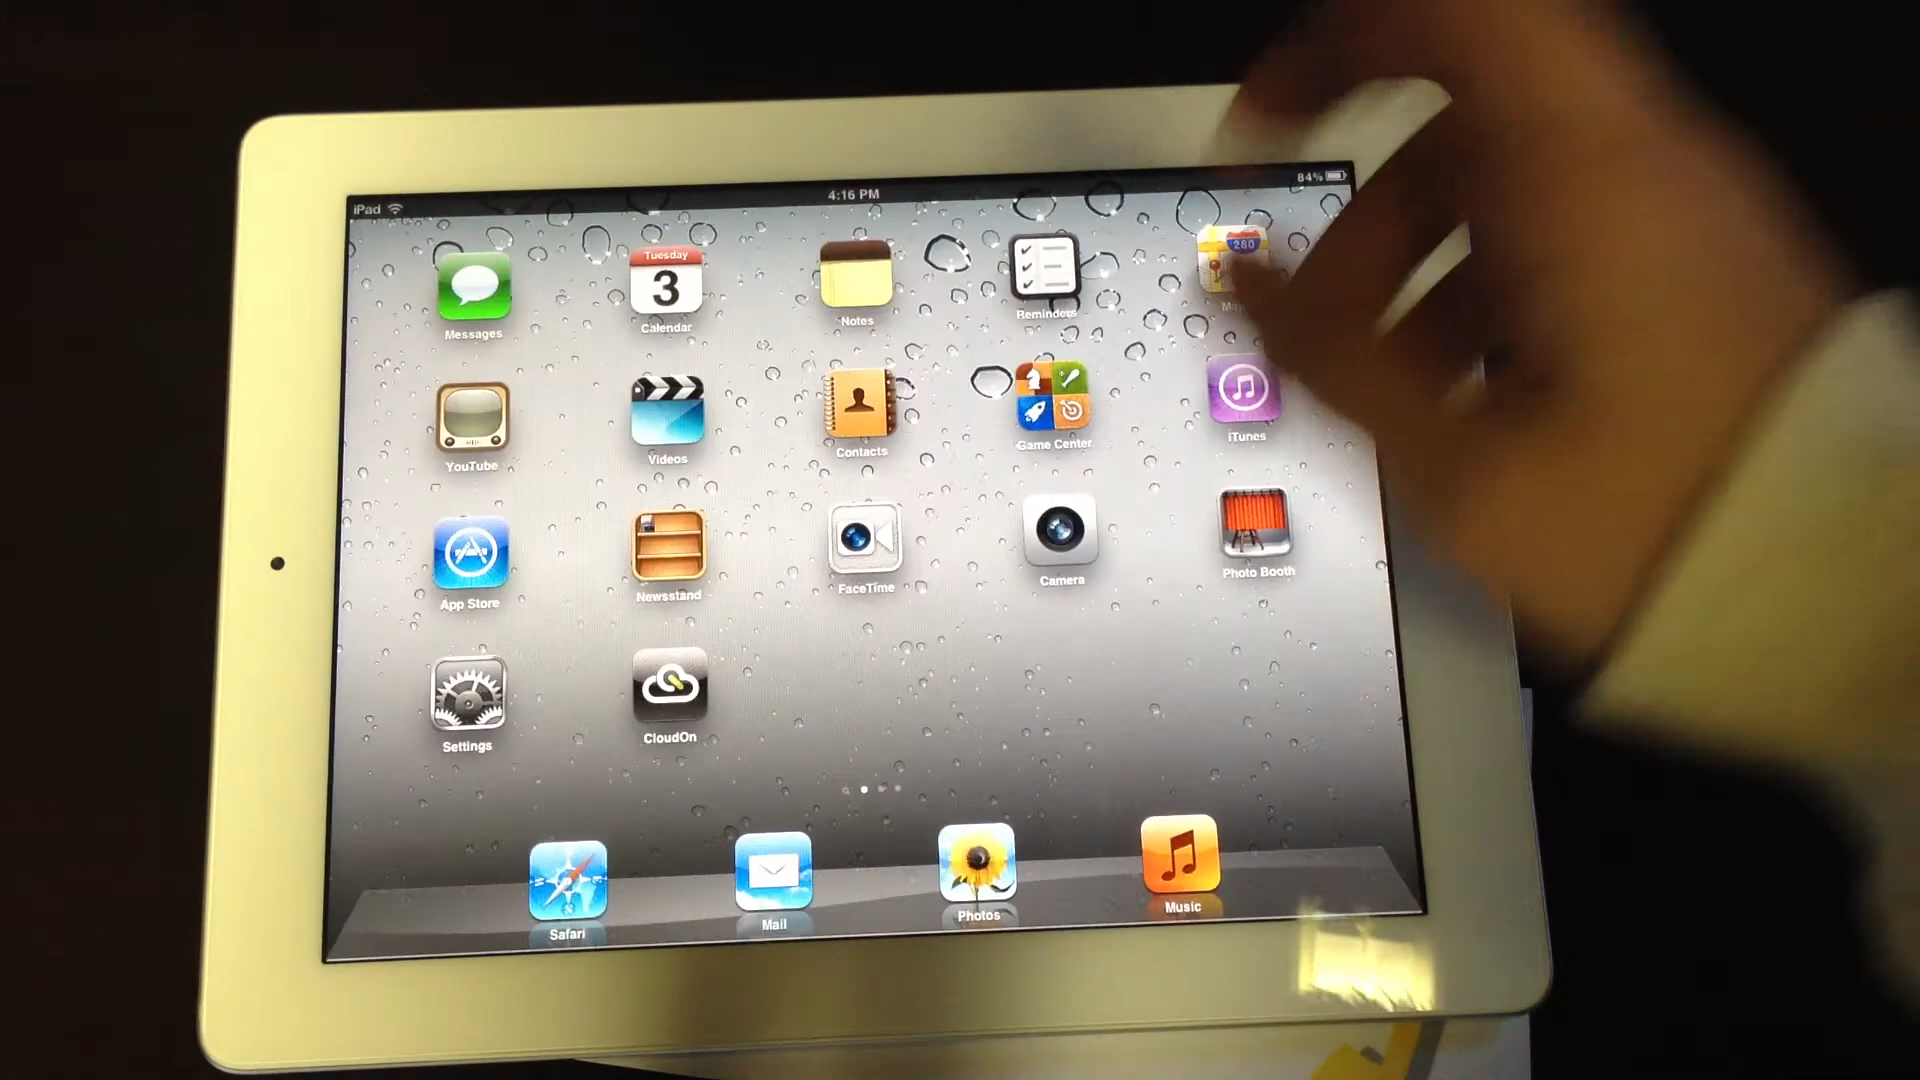 iPad
4:16 PM
84%
Messages
Tuesday
3
Calendar
Notes
Reminders
280
YouTube
Videos
Contacts
Game Center
iTunes
App Store
Newsstand
FaceTime
Camera
Photo Booth
Settings
CloudOn
Safari
Mail
Photos
Music